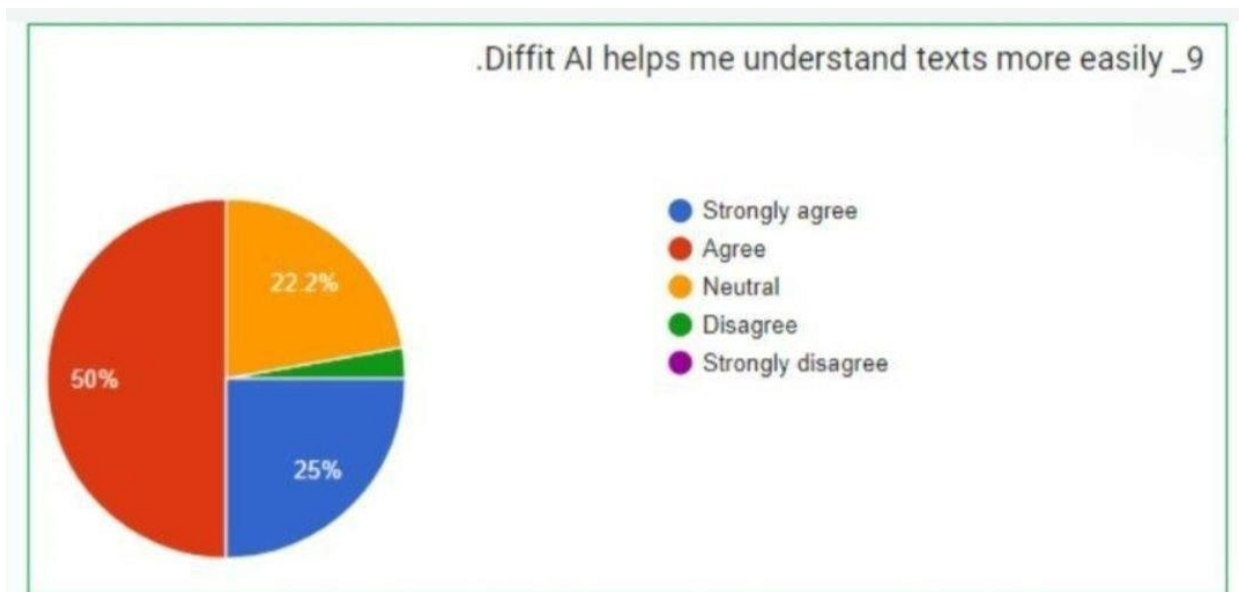 .Diffit AI helps me understand texts more easily _9
Strongly agree
Agree
Neutral
Disagree
Strongly disagree
22.2%
50%
25%